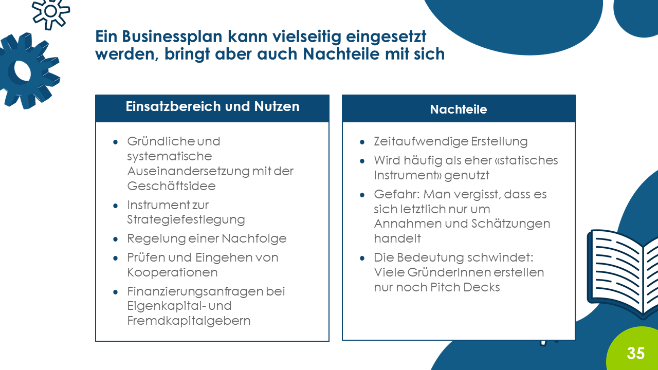 Ein Businessplan kann vielseitig eingesetzt
werden, bringt aber auch Nachteile mit sich
Einsatzbereich und Nutzen
• Gründliche und
systematische
Auseinandersetzung mit der
Geschäftsidee
• Instrument zur
Strategiefestlegung
• Regelung einer Nachfolge
• Prüfen und Eingehen von
Kooperationen
• Finanzierungsanfragen bei
Eigenkapital- und
Fremdkapitalgebern
Nachteile
• Zeitaufwendige Erstellung
• Wird häufig als eher «statisches
Instrument» genutzt
• Gefahr: Man vergisst, dass es
sich letztlich nur um
Annahmen und Schätzungen
handelt
• Die Bedeutung schwindet:
Viele GründerInnen erstellen
nur noch Pitch Decks
35